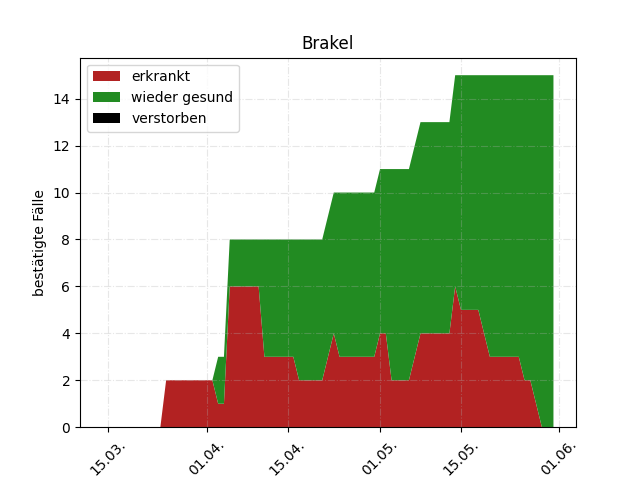 Brakel
erkrankt
wieder gesund
verstorben
bestätigte Fälle
14
12
10
8
6
4
2
0
15.03.
01.04.
15.04.
01.05.
15.05.
01.06.